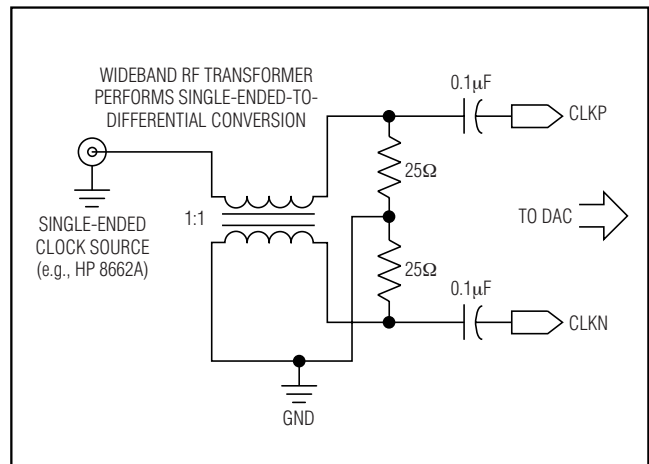 WIDEBAND RF TRANSFORMER
PERFORMS SINGLE-ENDED-TO-
DIFFERENTIAL CONVERSION
0.1μF
CLKP
25Ω
SINGLE-ENDED
CLOCK SOURCE
(e.g., HP 8662A)
1:1
TO DAC
25Ω
0.1μF
CLKN
GND